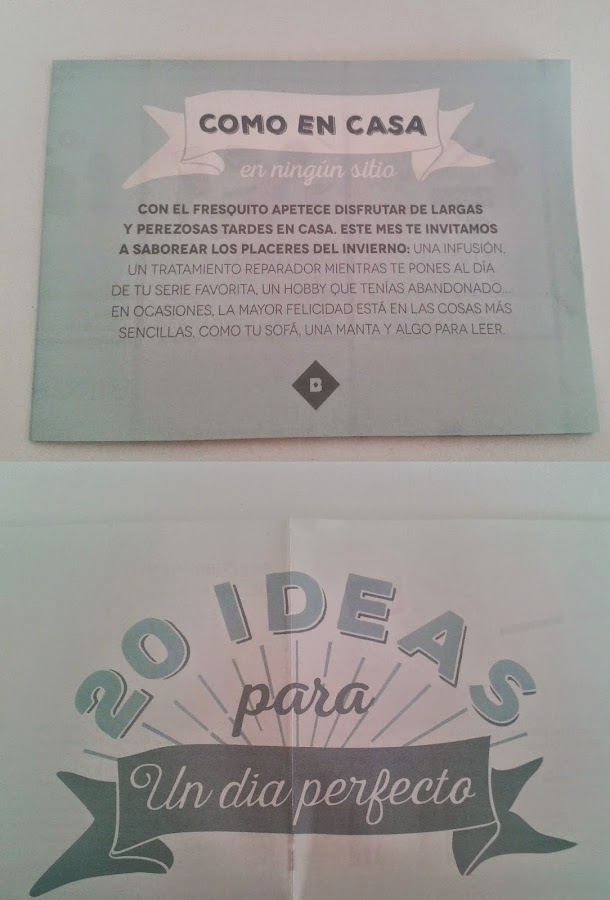 COMO EN CASA
en ningún sitio
CON EL FRESQUITO APETECE DISFRUTAR DE LARGAS
Y PEREZOSAS TARDES EN CASA. ESTE MES TE INVITAMOS
A SABOREAR LOS PLACERES DEL INVIERNO: UNA INFUSIÓN,
UN TRATAMIENTO REPARADOR MIENTRAS TE PONES AL DÍA
DE TU SERIE FAVORITA, UN HOBBY QUE TENÍAS ABANDONADO...
EN OCASIONES, LA MAYOR FELICIDAD ESTÁ EN LAS COSAS MÁS
SENCILLAS, COMO TU SOFÁ, UNA MANTA Y ALGO PARA LEER.
B
20 IDEAS
para
Un dia perfecto